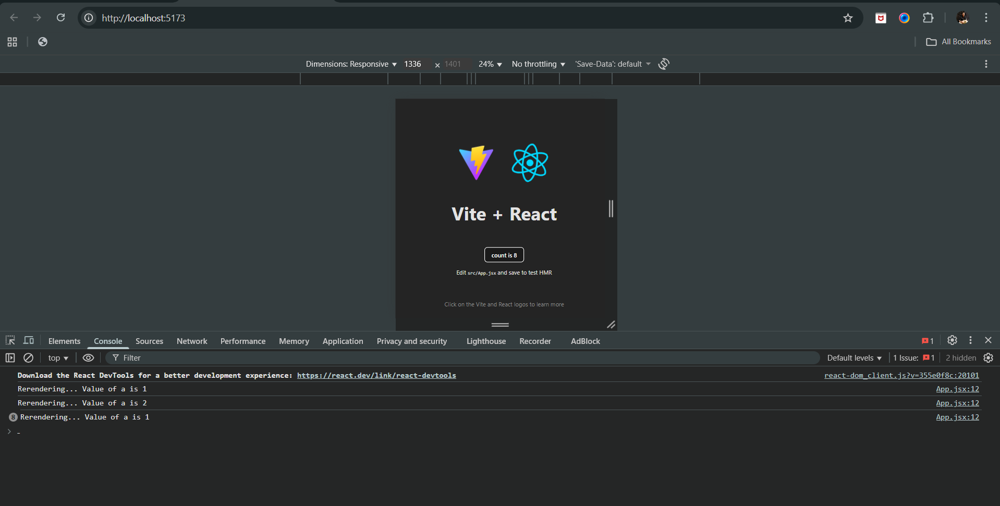 http://localhost:5173
All Bookmarks
Dimensions: Responsive 1336 × 1401 24% No throttling 'Save-Data': default
Vite + React
count is 8
Edit src/App.jsx and save to test HMR
Click on the Vite and React logos to learn more
Elements Console Sources Network Performance Memory Application Privacy and security Lighthouse Recorder AdBlock 1
top Filter Default levels 1 Issue: 1 2 hidden
Download the React DevTools for a better development experience: https://react.dev/link/react-devtools react-dom_client.js?v=355e0f8c:20101
Rerendering... Value of a is 1 App.jsx:12
Rerendering... Value of a is 2 App.jsx:12
8 Rerendering... Value of a is 1 App.jsx:12